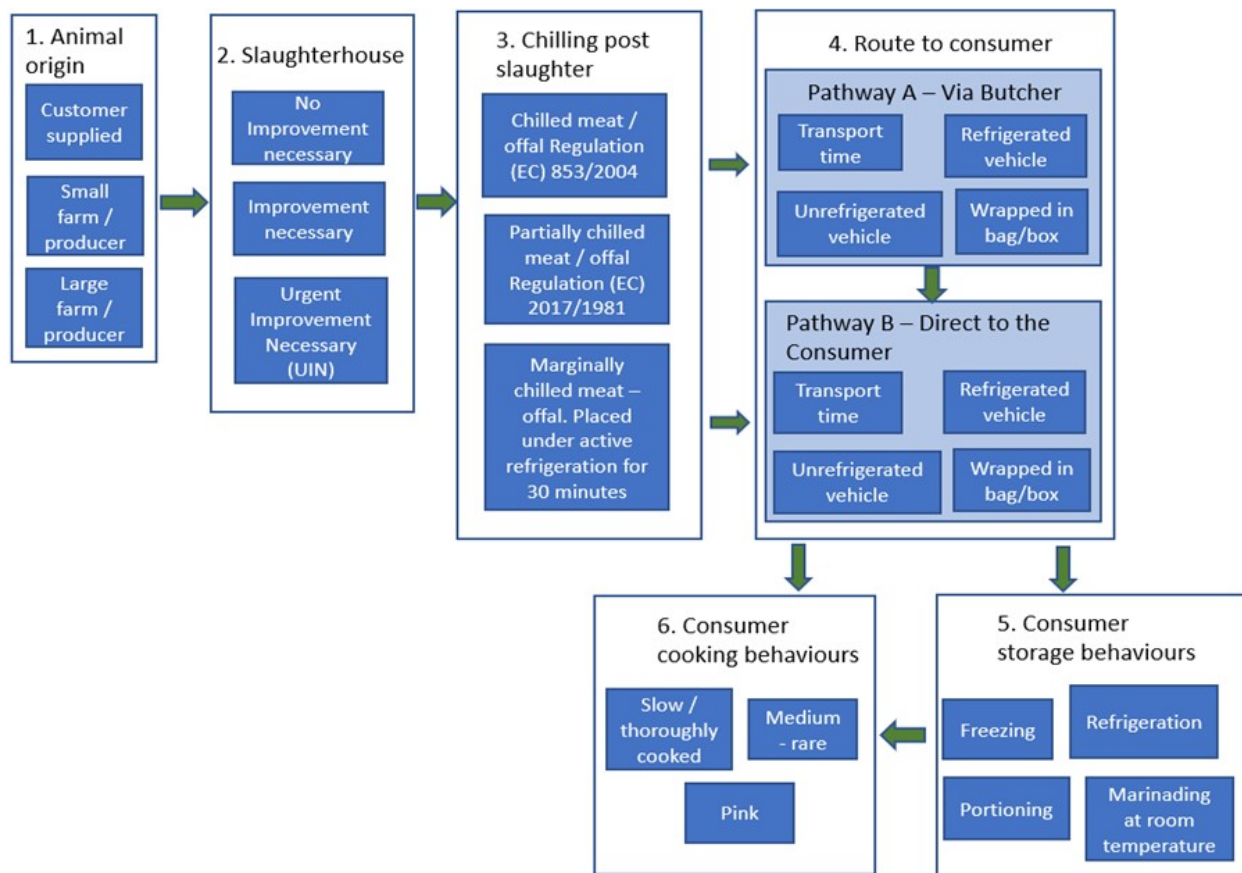 1. Animal
origin
Customer
supplied
Small
farm /
producer
Large
farm /
producer
2. Slaughterhouse
No
Improvement
necessary
Improvement
necessary
Urgent
Improvement
Necessary
(UIN)
3. Chilling post
slaughter
Chilled meat /
offal Regulation
(EC) 853/2004
Partially chilled
meat / offal
Regulation (EC)
2017/1981
Marginally
chilled meat –
offal. Placed
under active
refrigeration for
30 minutes
4. Route to consumer
Pathway A – Via Butcher
Transport
time
Refrigerated
vehicle
Unrefrigerated
vehicle
Wrapped in
bag/box
Pathway B – Direct to the
Consumer
Transport
time
Refrigerated
vehicle
Unrefrigerated
vehicle
Wrapped in
bag/box
5. Consumer
storage behaviours
Freezing
Refrigeration
Portioning
Marinading
at room
temperature
6. Consumer
cooking behaviours
Slow /
thoroughly
cooked
Medium
- rare
Pink